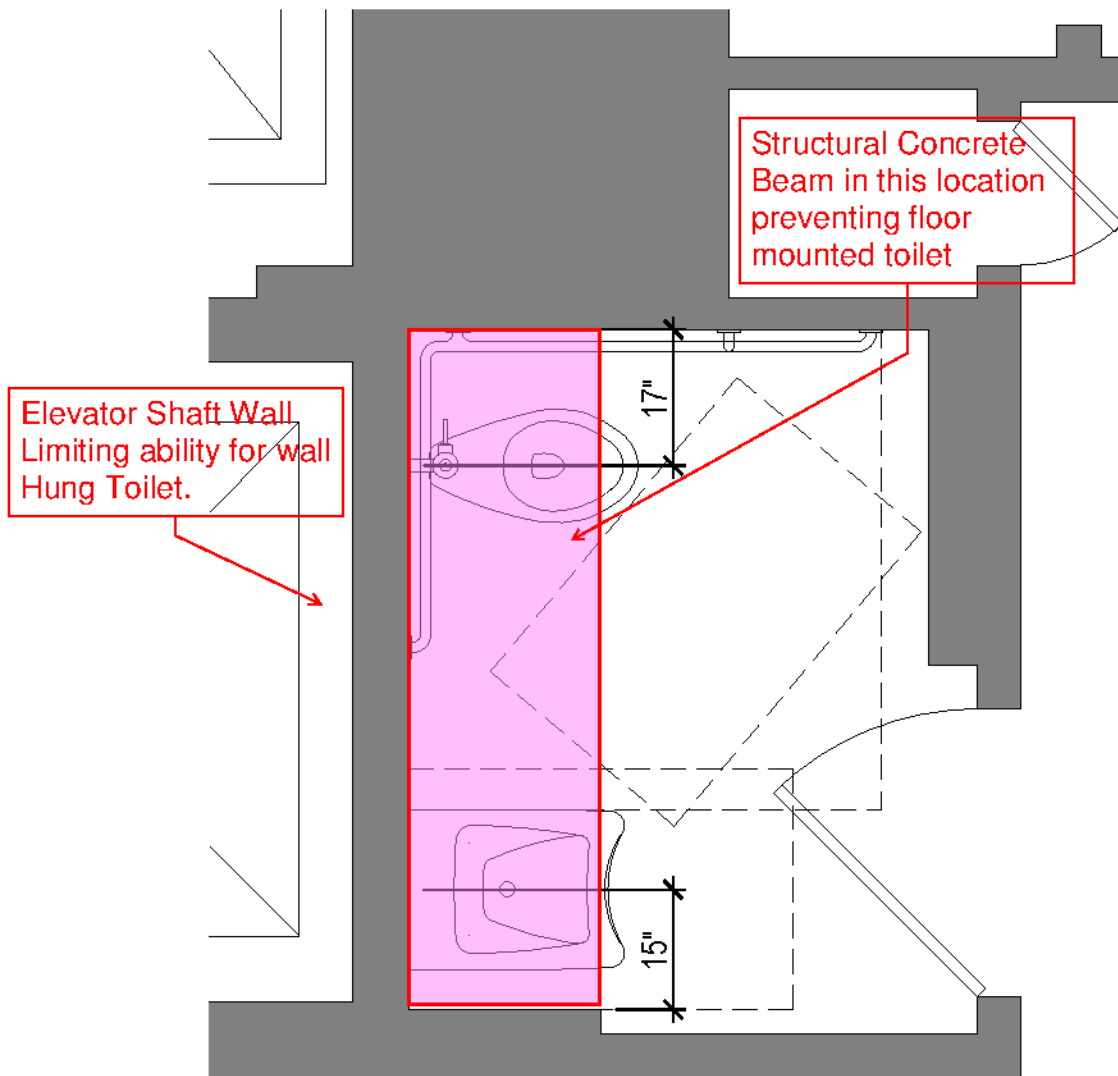 Structural Concrete
Beam in this location
preventing floor
mounted toilet
17"
Elevator Shaft Wall
Limiting ability for wall
Hung Toilet.
15"